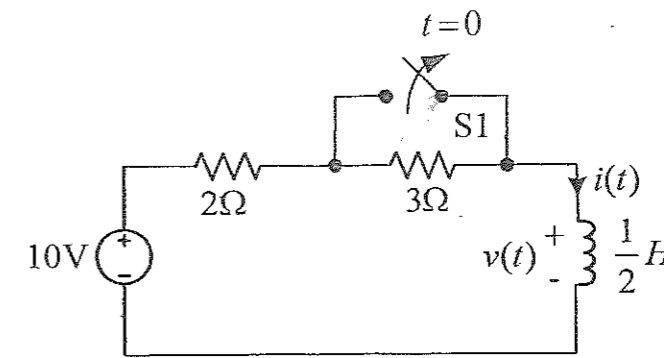 t=0
S1
2Ω
3Ω
i(t)
10V
+
-
v(t)
+
-
1/2 H